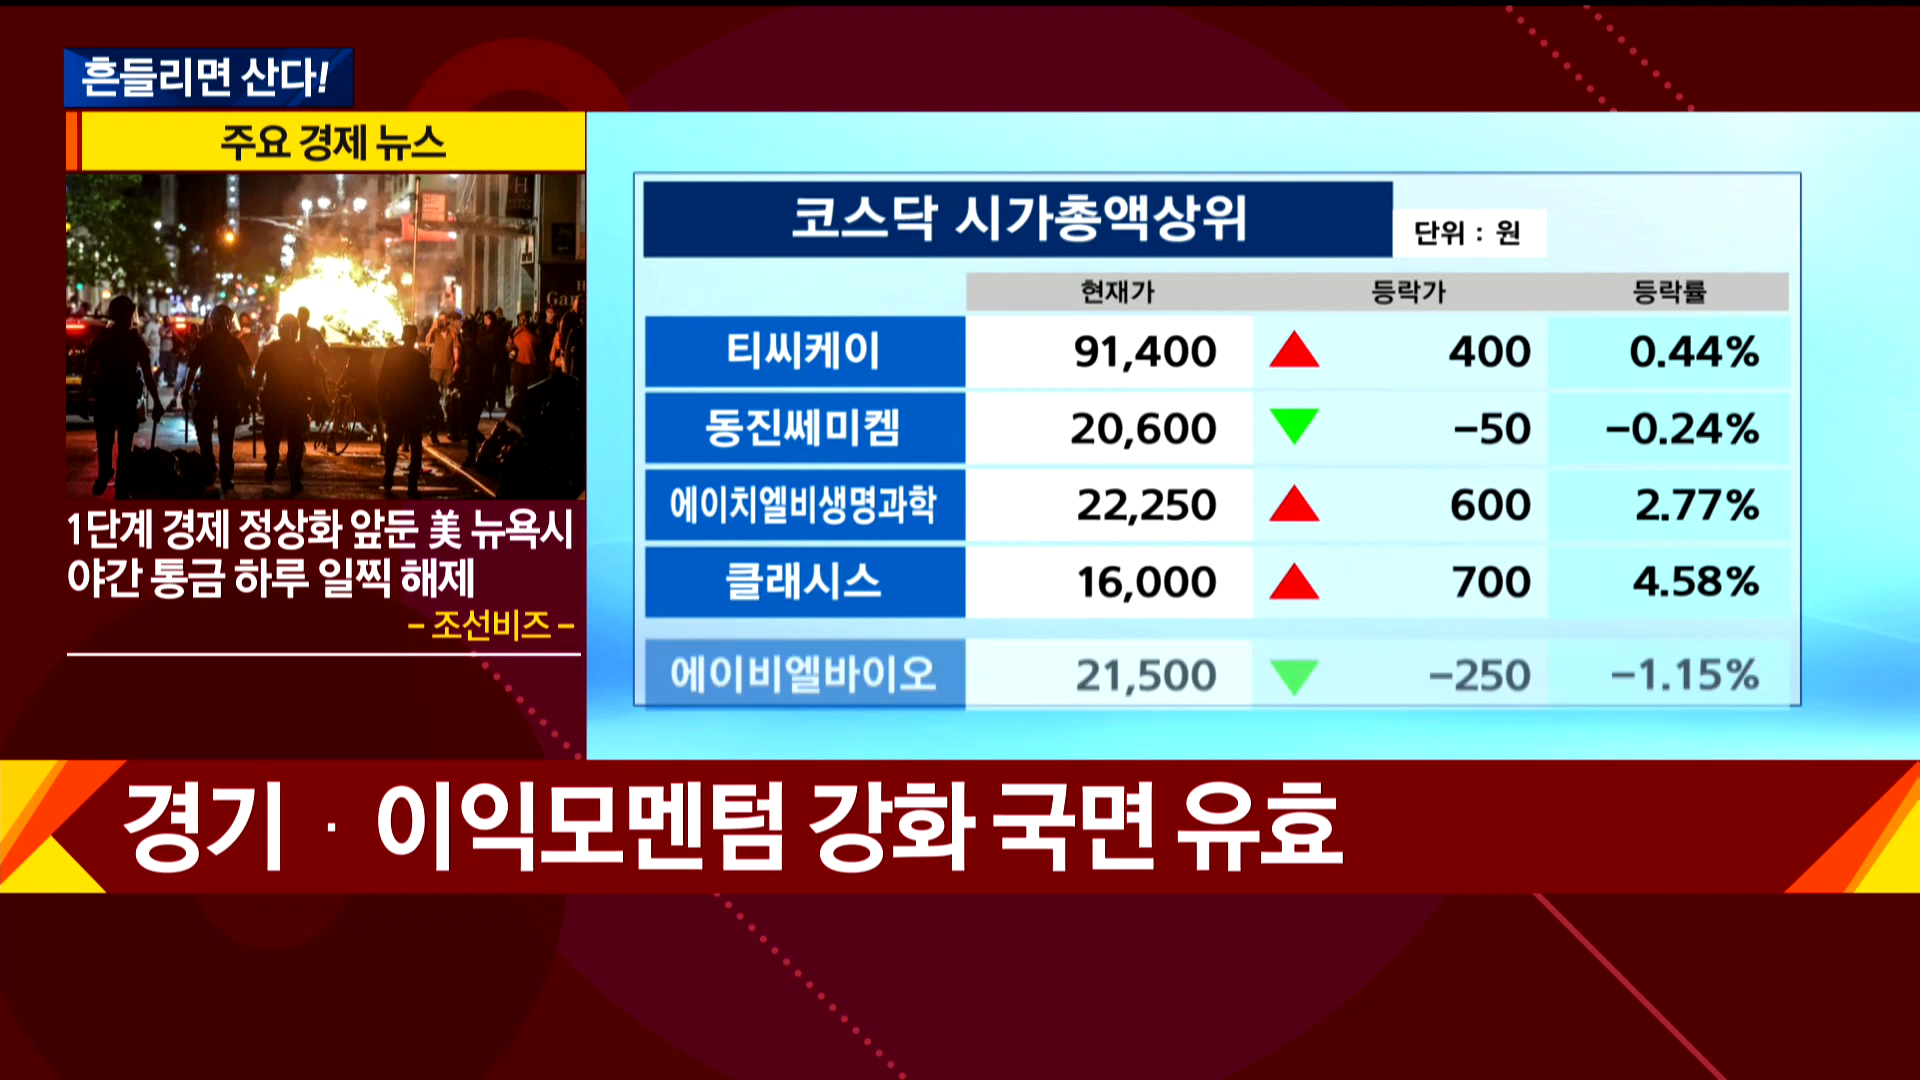 흔들리면 산다!
주요 경제 뉴스
1단계 경제 정상화 앞둔 美 뉴욕시
야간 통금 하루 일찍 해제
- 조선비즈 -
코스닥 시가총액상위
단위 : 원
현재가 등락가 등락률
티씨케이 91,400 ▲ 400 0.44%
동진쎄미켐 20,600 ▼ -50 -0.24%
에이치엘비생명과학 22,250 ▲ 600 2.77%
클래시스 16,000 ▲ 700 4.58%
에이비엘바이오 21,500 ▼ -250 -1.15%
경기 · 이익모멘텀 강화 국면 유효